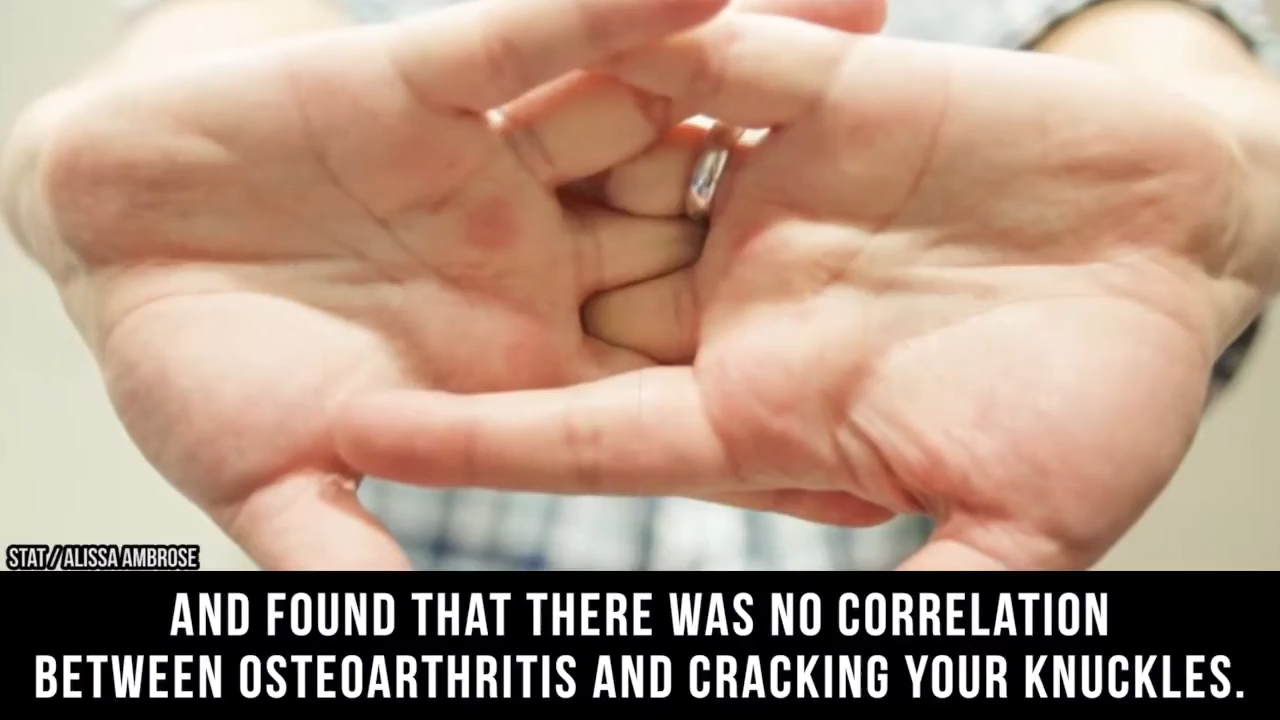 STAT / ALISSA AMBROSE
AND FOUND THAT THERE WAS NO CORRELATION
BETWEEN OSTEOARTHRITIS AND CRACKING YOUR KNUCKLES.